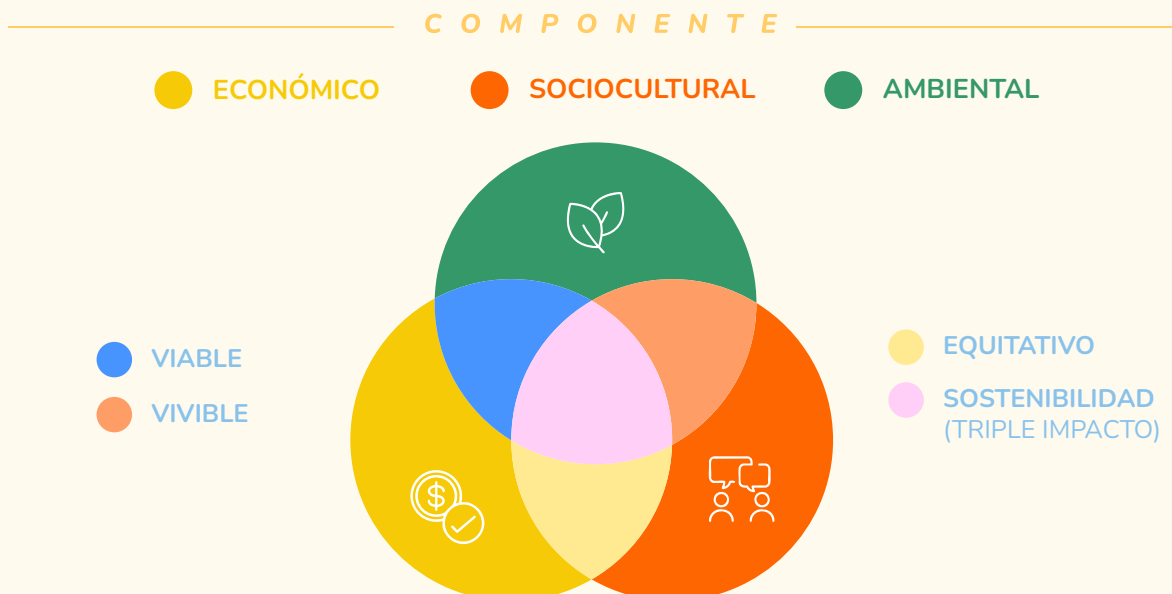 COMPONENTE
ECONÓMICO
SOCIOCULTURAL
AMBIENTAL
VIABLE
VIVIBLE
EQUITATIVO
SOSTENIBILIDAD
(TRIPLE IMPACTO)
$